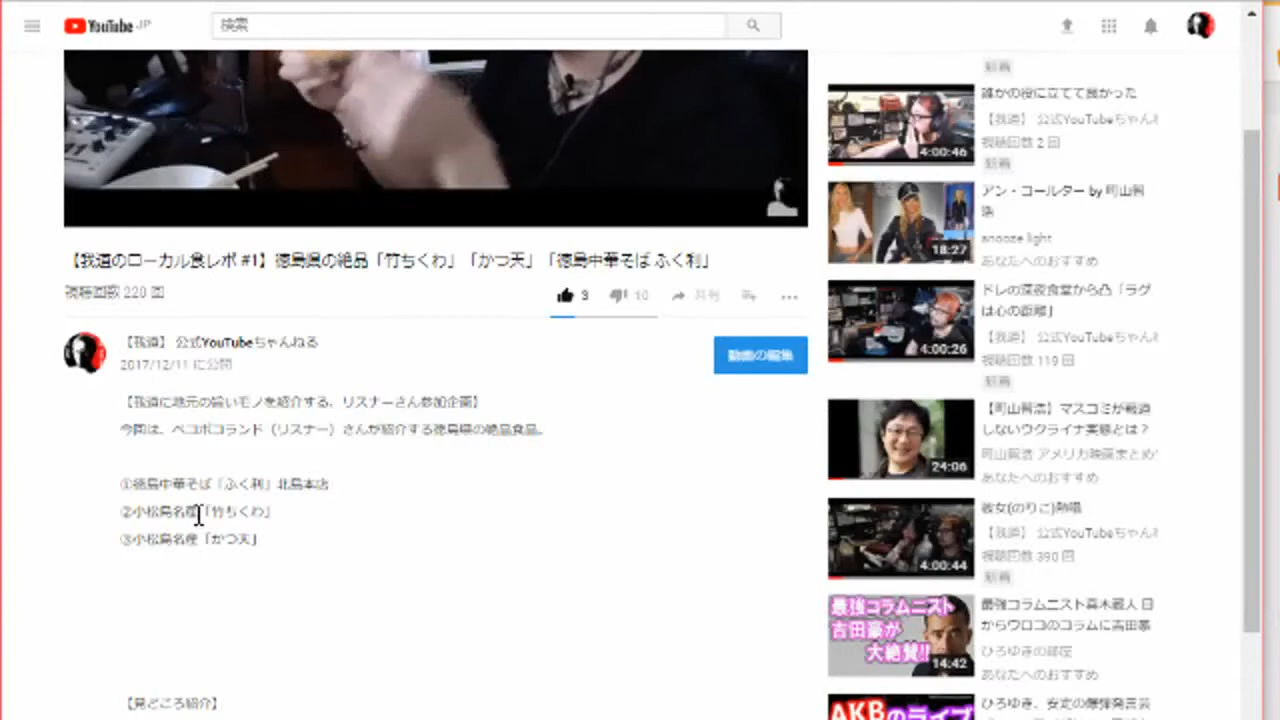 YouTube JP
検索
【我道のローカル食レポ #1】徳島県の絶品「竹ちくわ」「かつ天」「徳島中華そば ふく利」
視聴回数 220 回
3
10
共有
【我道】 公式YouTubeちゃんねる
2017/12/11 に公開
動画の編集
【我道に地元の旨いモノを紹介する、リスナーさん参加企画】
今回は、ペコポコランド（リスナー）さんが紹介する徳島県の絶品食品。
①徳島中華そば「ふく利」北島本店
②小松島名産「竹ちくわ」
③小松島名産「かつ天」
【見どころ紹介】
誰かの役に立てて良かった
【我道】 公式YouTubeちゃんね
視聴回数 2 回
4:00:46
アン・コールター by 町山智
浩
snooze light
あなたへのおすすめ
18:27
ドレの深夜食堂から凸「ラグ
は心の距離」
【我道】 公式YouTubeちゃんね
視聴回数 119 回
4:00:26
【町山智浩】マスコミが報道
しないウクライナ実態とは？
町山智浩 アメリカ映画まとめ
あなたへのおすすめ
24:06
彼女(のりこ)熱唱
【我道】 公式YouTubeちゃんね
視聴回数 390 回
4:00:44
最強コラムニスト
吉田豪が
大絶賛!!
14:42
最強コラムニスト真木蔵人 目
からウロコのコラムに吉田豪
ひろゆきの部屋
あなたへのおすすめ
AKBのライブ
ひろゆき、安定の爆弾発言芸